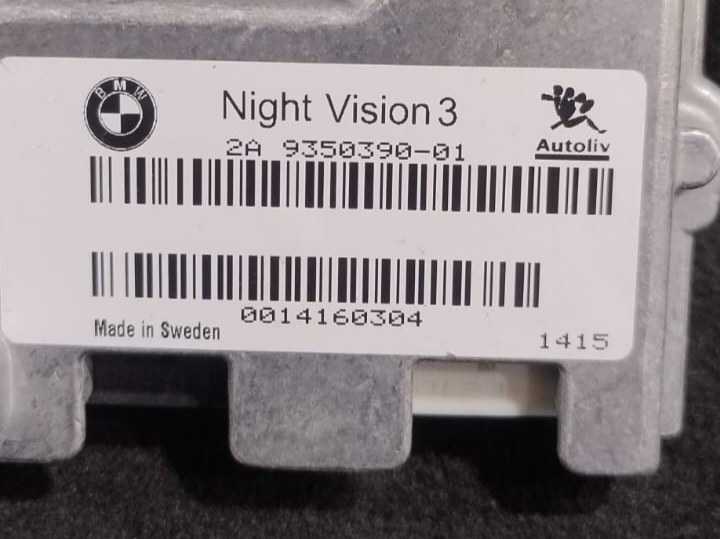 BMW
Night Vision 3
Autoliv
2A 9350390-01
0014160304
Made in Sweden
1415